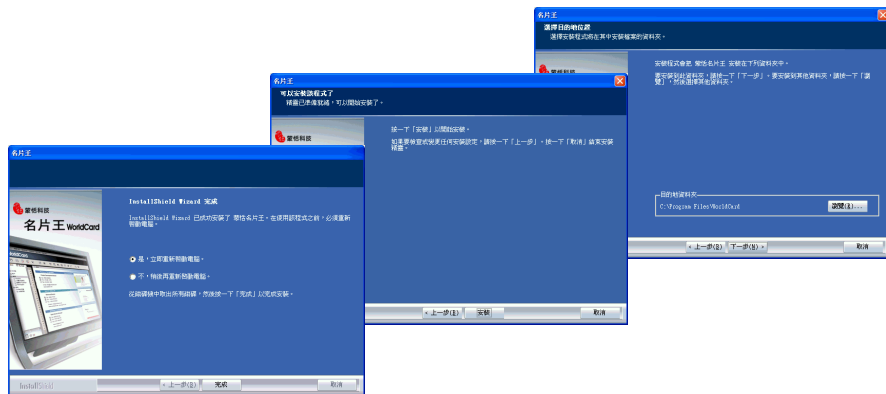 名片王
選擇目的地位置
選擇安裝程式將在其中安裝檔案的資料夾。
蒙恬科技
安裝程式會把 蒙恬名片王 安裝在下列資料夾中。
要安裝到此資料夾，請按一下「下一步」。要安裝到其他資料夾，請按一下「瀏
覽」，然後選擇其他資料夾。
目的地資料夾
C:\Program Files\WorldCard
瀏覽(R)...
< 上一步(B)
下一步(N) >
取消
名片王
可以安裝該程式了
精靈已準備就緒，可以開始安裝了。
蒙恬科技
按一下「安裝」以開始安裝。
如果要檢查或變更任何安裝設定，請按一下「上一步」。按一下「取消」結束安裝
精靈。
< 上一步(B)
安裝
取消
名片王
蒙恬科技
名片王 WorldCard
InstallShield Wizard 完成
InstallShield Wizard 已成功安裝了 蒙恬名片王。在使用該程式之前，必須重新
啟動電腦。
是，立即重新啟動電腦。
不，稍後再重新啟動電腦。
從磁碟機中取出所有磁碟，然後按一下「完成」以完成安裝。
InstallShield
< 上一步(B)
完成
取消